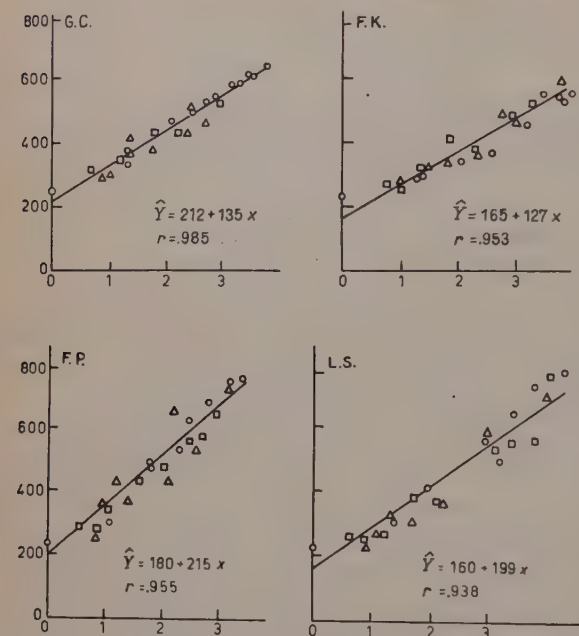 G.C.
800
600
400
200
0
0 1 2 3
Ŷ = 212 + 135 x
r = .985
F.K.
0
0 1 2 3
Ŷ = 165 + 127 x
r = .953
F.P.
800
600
400
200
0
0 1 2 3
Ŷ = 180 + 215 x
r = .955
L.S.
0
0 1 2 3
Ŷ = 160 + 199 x
r = .938